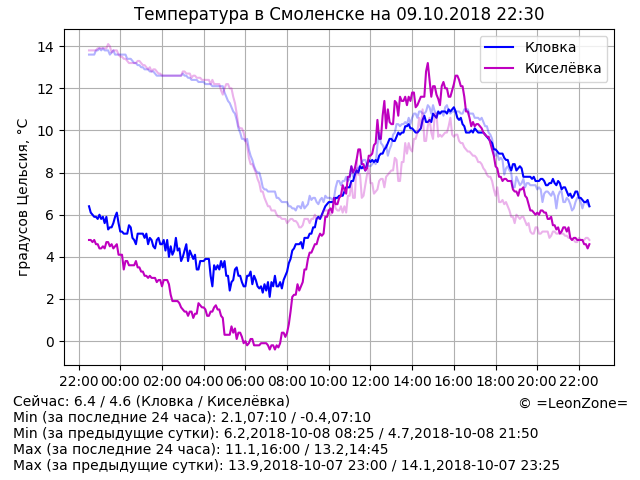 Температура в Смоленске на 09.10.2018 22:30
Кловка
Киселёвка
градусов Цельсия, °C
14
12
10
8
6
4
2
0
22:00 00:00 02:00 04:00 06:00 08:00 10:00 12:00 14:00 16:00 18:00 20:00 22:00
Сейчас: 6.4 / 4.6 (Кловка / Киселёвка)
© =LeonZone=
Min (за последние 24 часа): 2.1,07:10 / -0.4,07:10
Min (за предыдущие сутки): 6.2,2018-10-08 08:25 / 4.7,2018-10-08 21:50
Max (за последние 24 часа): 11.1,16:00 / 13.2,14:45
Max (за предыдущие сутки): 13.9,2018-10-07 23:00 / 14.1,2018-10-07 23:25